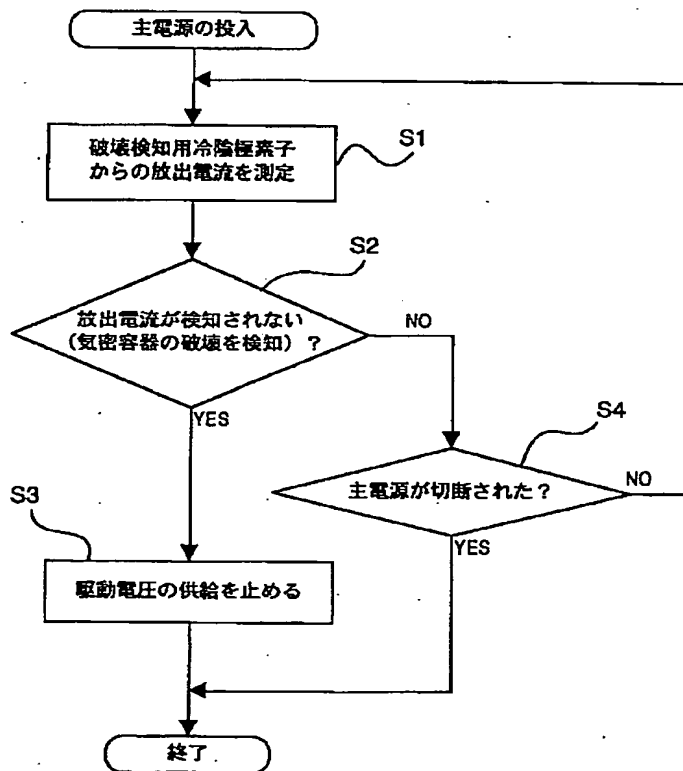 主電源の投入
破壊検知用冷陰極素子
からの放出電流を測定
S1
S2
放出電流が検知されない
(気密容器の破壊を検知)？
NO
YES
S4
主電源が切断された？
NO
YES
S3
駆動電圧の供給を止める
終了